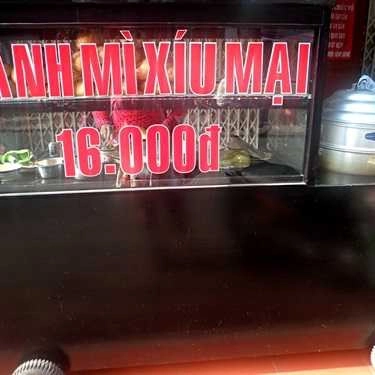 ANH MÌ XÍU MẠI
16.000đ